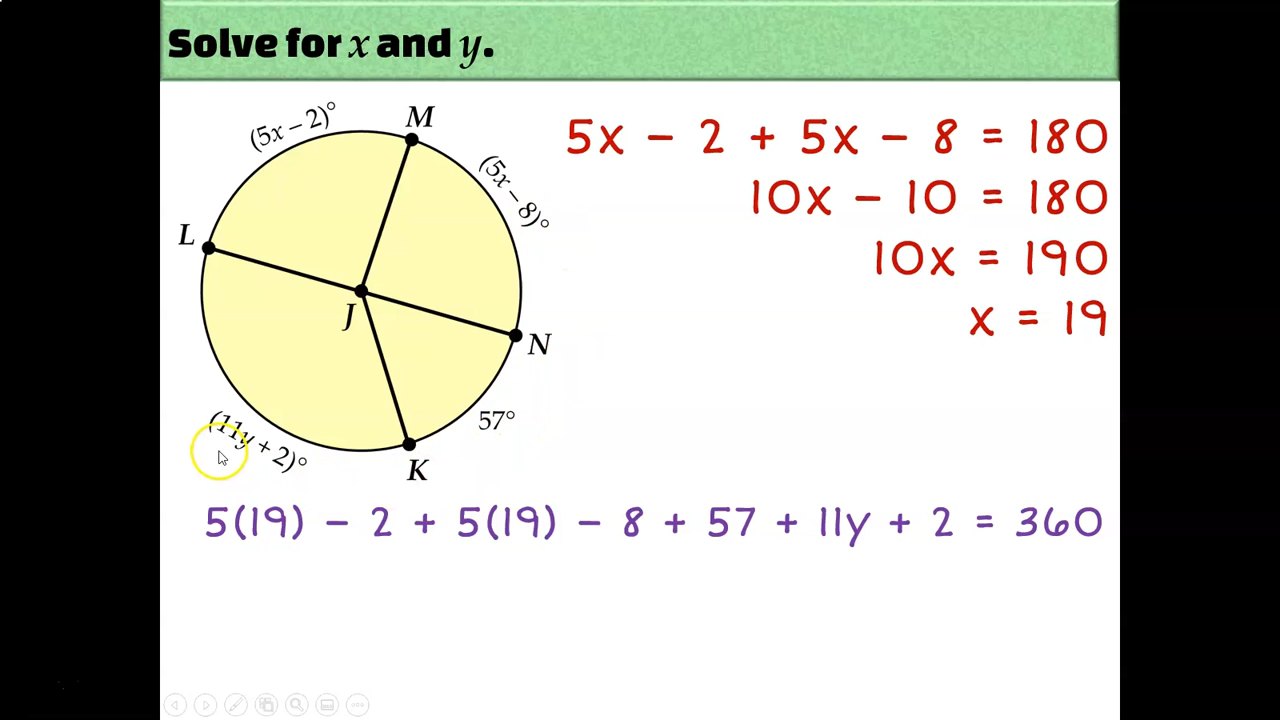 Solve for x and y.
(5x – 2)°
M
(5x – 8)°
L
J
N
57°
(11y + 2)°
K
5x – 2 + 5x – 8 = 180
10x – 10 = 180
10x = 190
x = 19
5(19) – 2 + 5(19) – 8 + 57 + 11y + 2 = 360